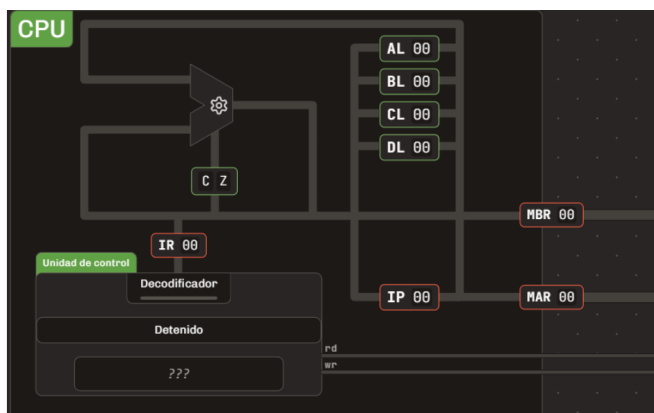 CPU
AL 00
BL 00
CL 00
DL 00
C Z
MBR 00
IR 00
Unidad de control
Decodificador
IP 00
MAR 00
Detenido
rd
wr
???